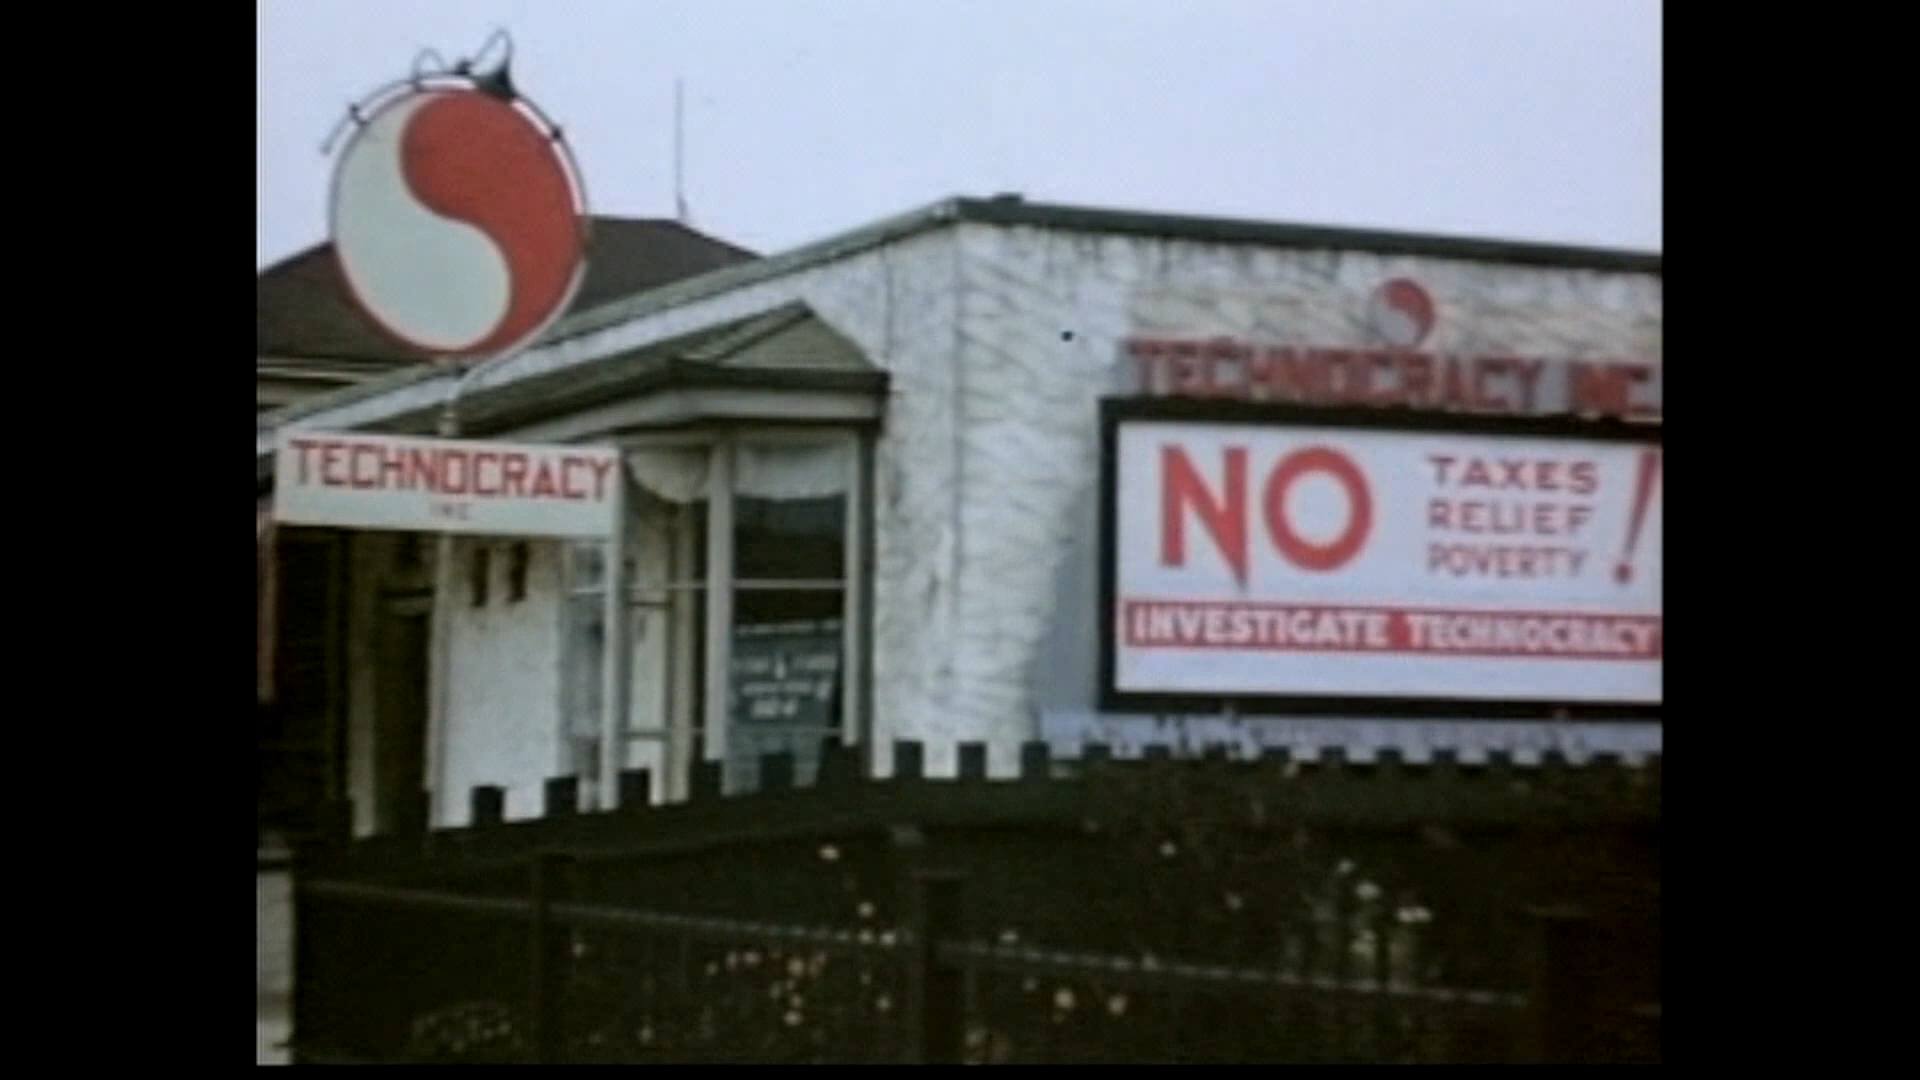 TECHNOCRACY
INC
TECHNOCRACY INC.
NO TAXES
RELIEF
POVERTY !
INVESTIGATE TECHNOCRACY